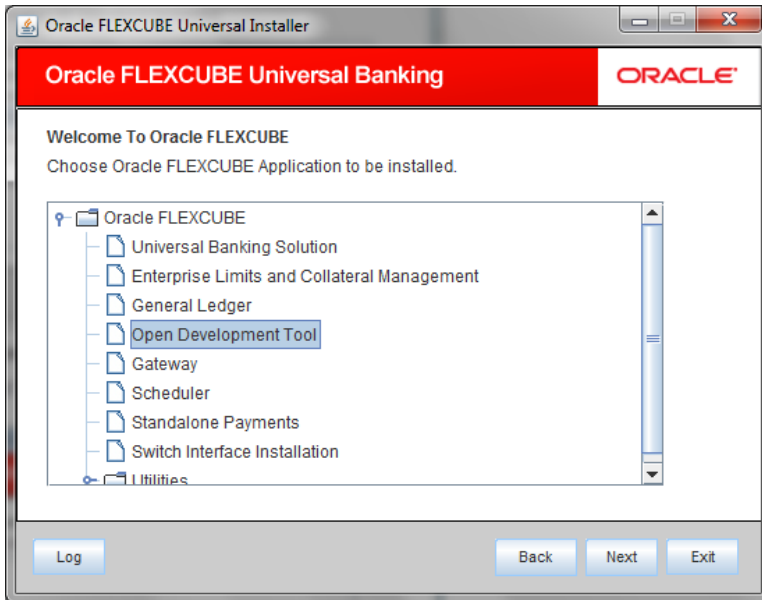 Oracle FLEXCUBE Universal Installer
Oracle FLEXCUBE Universal Banking
ORACLE
Welcome To Oracle FLEXCUBE
Choose Oracle FLEXCUBE Application to be installed.
Oracle FLEXCUBE
Universal Banking Solution
Enterprise Limits and Collateral Management
General Ledger
Open Development Tool
Gateway
Scheduler
Standalone Payments
Switch Interface Installation
Utilities
Log Back Next Exit